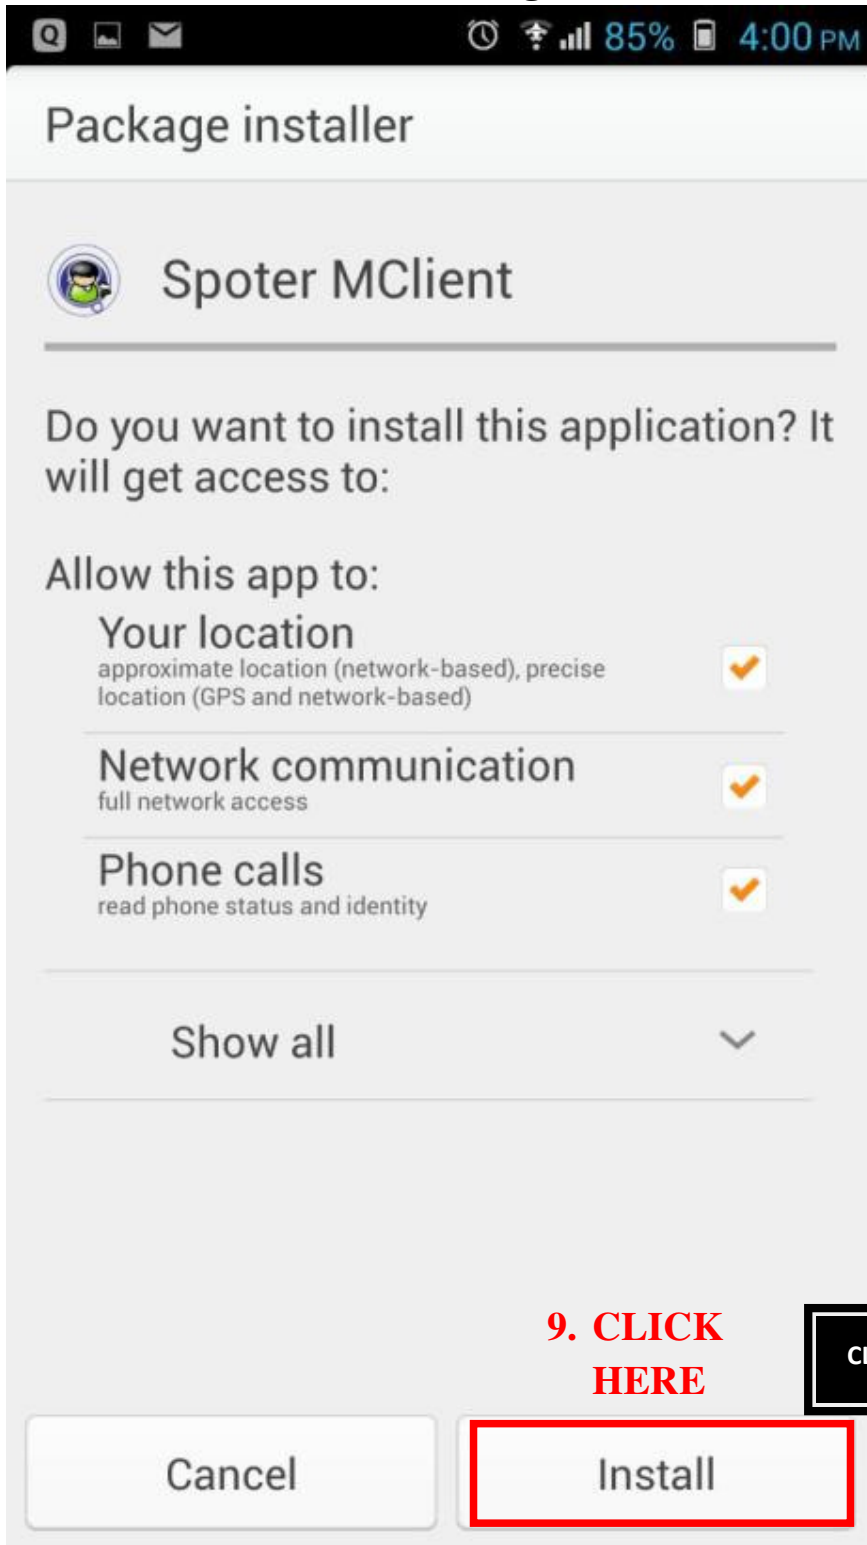 Q 85% 4:00 PM
Package installer
Spoter MClient
Do you want to install this application? It
will get access to:
Allow this app to:
Your location
approximate location (network-based), precise
location (GPS and network-based)
Network communication
full network access
Phone calls
read phone status and identity
Show all
9. CLICK
HERE
Cancel
Install